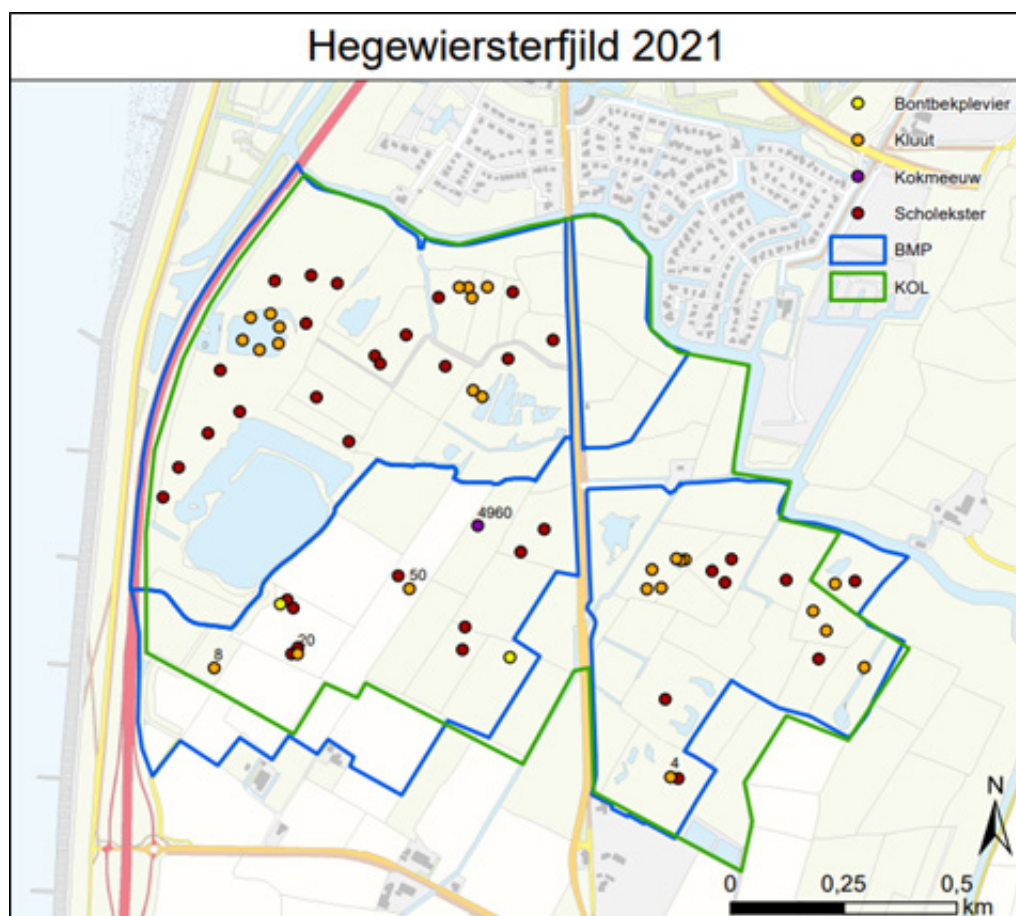 Hegewiersterfjild 2021
Bontbekplevier
Kluut
Kokmeeuw
Scholekster
BMP
KOL
4960
50
20
8
4
N
0 0,25 0,5
km